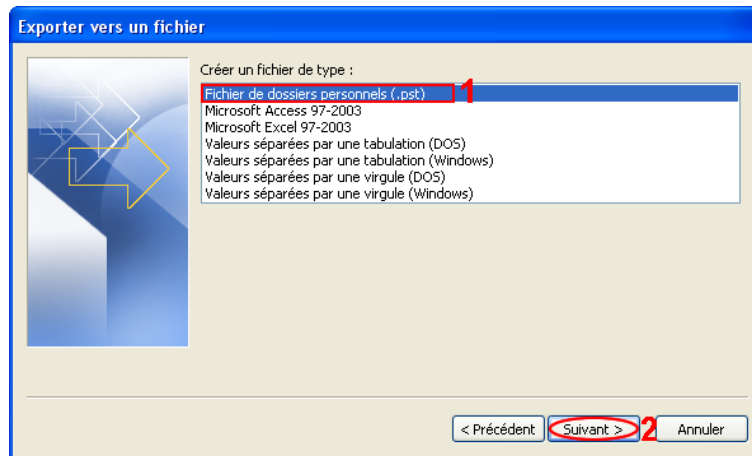 Exporter vers un fichier
Créer un fichier de type :
Fichier de dossiers personnels (.pst) 1
Microsoft Access 97-2003
Microsoft Excel 97-2003
Valeurs séparées par une tabulation (DOS)
Valeurs séparées par une tabulation (Windows)
Valeurs séparées par une virgule (DOS)
Valeurs séparées par une virgule (Windows)
< Précédent Suivant > 2 Annuler